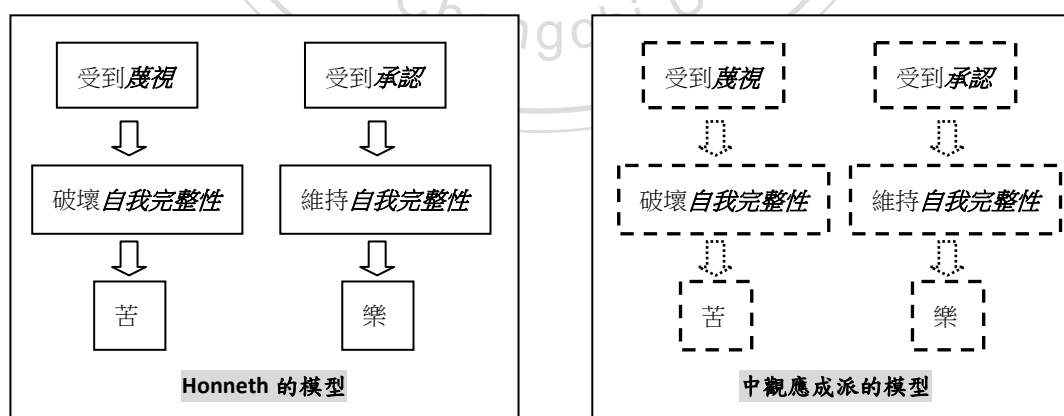 Chengchi U
受到蔑視
受到承認
破壞自我完整性
維持自我完整性
苦
樂
Honneth 的模型
受到蔑視
受到承認
破壞自我完整性
維持自我完整性
苦
樂
中觀應成派的模型